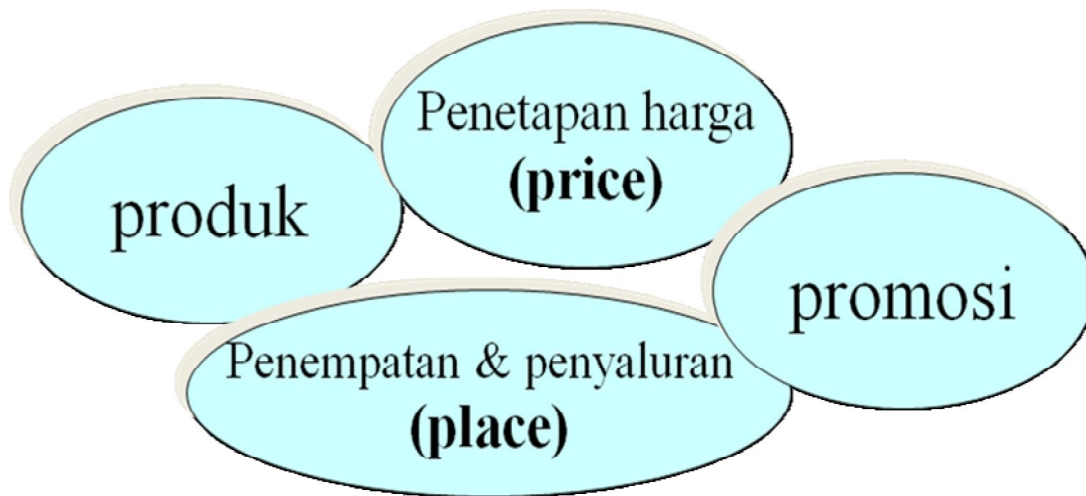 produk
Penetapan harga
(price)
promosi
Penempatan & penyaluran
(place)